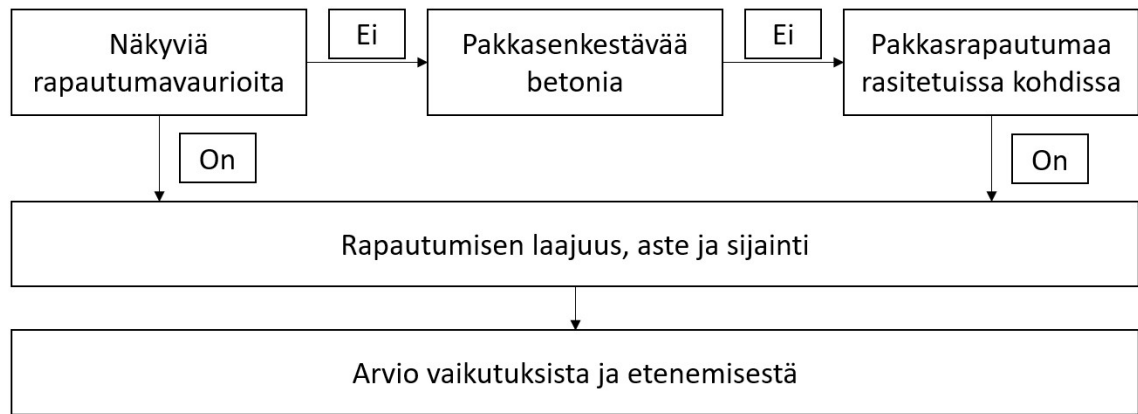 Näkyviä
rapautumavaurioita
Ei
Pakkasenkestävää
betonia
Ei
Pakkasrapautumaa
rasitetuissa kohdissa
On
On
Rapautumisen laajuus, aste ja sijainti
Arvio vaikutuksista ja etenemisestä